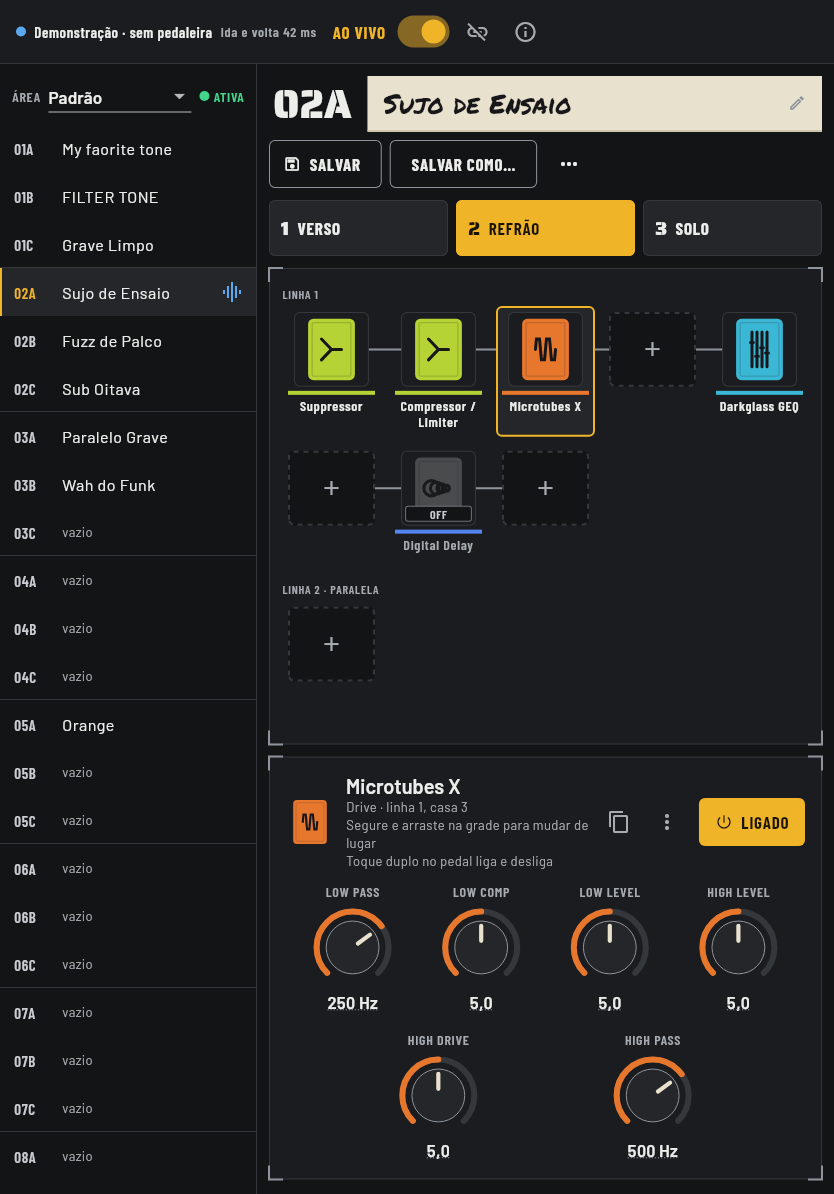 Demonstração · sem pedaleira Ida e volta 42 ms AO VIVO
ÁREA Padrão ATIVA
01A My faorite tone
01B FILTER TONE
01C Grave Limpo
02A Sujo de Ensaio
02B Fuzz de Palco
02C Sub Oitava
03A Paralelo Grave
03B Wah do Funk
03C vazio
04A vazio
04B vazio
04C vazio
05A Orange
05B vazio
05C vazio
06A vazio
06B vazio
06C vazio
07A vazio
07B vazio
07C vazio
08A vazio
02A Sujo de Ensaio
SALVAR SALVAR COMO... ...
1 VERSO 2 REFRÃO 3 SOLO
LINHA 1
+
Suppressor Compressor / Microtubes X Darkglass GEQ
Limiter
+ +
OFF
Digital Delay
LINHA 2 · PARALELA
+
Microtubes X
Drive · linha 1, casa 3
Segure e arraste na grade para mudar de
lugar
Toque duplo no pedal liga e desliga
LIGADO
LOW PASS LOW COMP LOW LEVEL HIGH LEVEL
250 Hz 5,0 5,0 5,0
HIGH DRIVE HIGH PASS
5,0 500 Hz